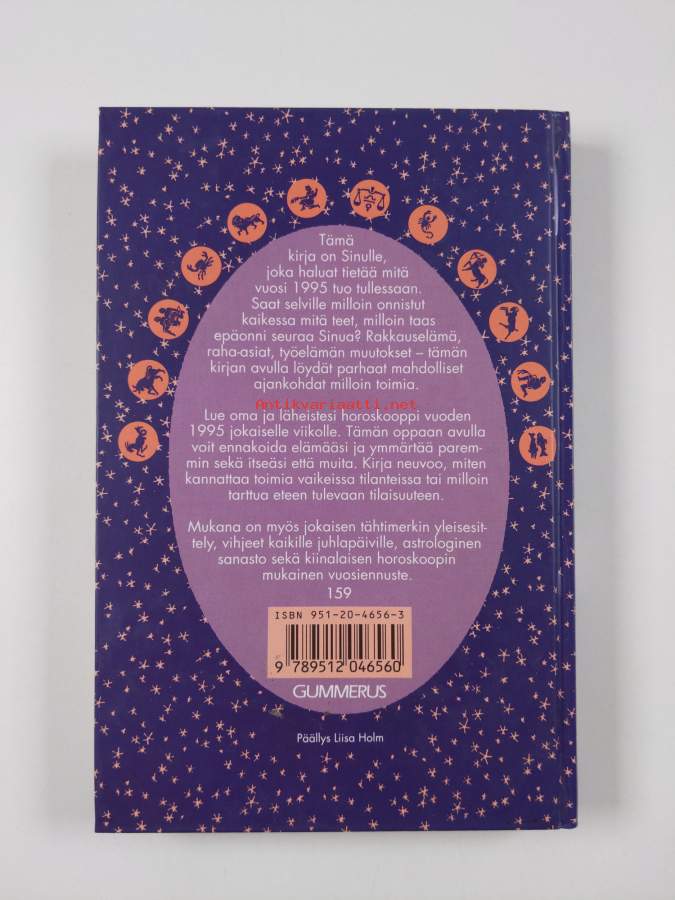 Tämä
kirja on Sinulle,
joka haluat tietää mitä
vuosi 1995 tuo tullessaan.
Saat selville milloin onnistut
kaikessa mitä teet, milloin taas
epäonni seuraa Sinua? Rakkauselämä,
raha-asiat, työelämän muutokset – tämän
kirjan avulla löydät parhaat mahdolliset
ajankohdat milloin toimia.
Antikvariaatti.net
Lue oma ja läheistesi horoskooppi vuoden
1995 jokaiselle viikolle. Tämän oppaan avulla
voit ennakoida elämääsi ja ymmärtää parem-
min sekä itseäsi että muita. Kirja neuvoo, miten
kannattaa toimia vaikeissa tilanteissa tai milloin
tarttua eteen tulevaan tilaisuuteen.
Mukana on myös jokaisen tähtimerkin yleisesit-
tely, vihjeet kaikille juhlapäiville, astrologinen
sanasto sekä kiinalaisen horoskoopin
mukainen vuosiennuste.
159
ISBN 951-20-4656-3
9 789512 046560
GUMMERUS
Päällys Liisa Holm